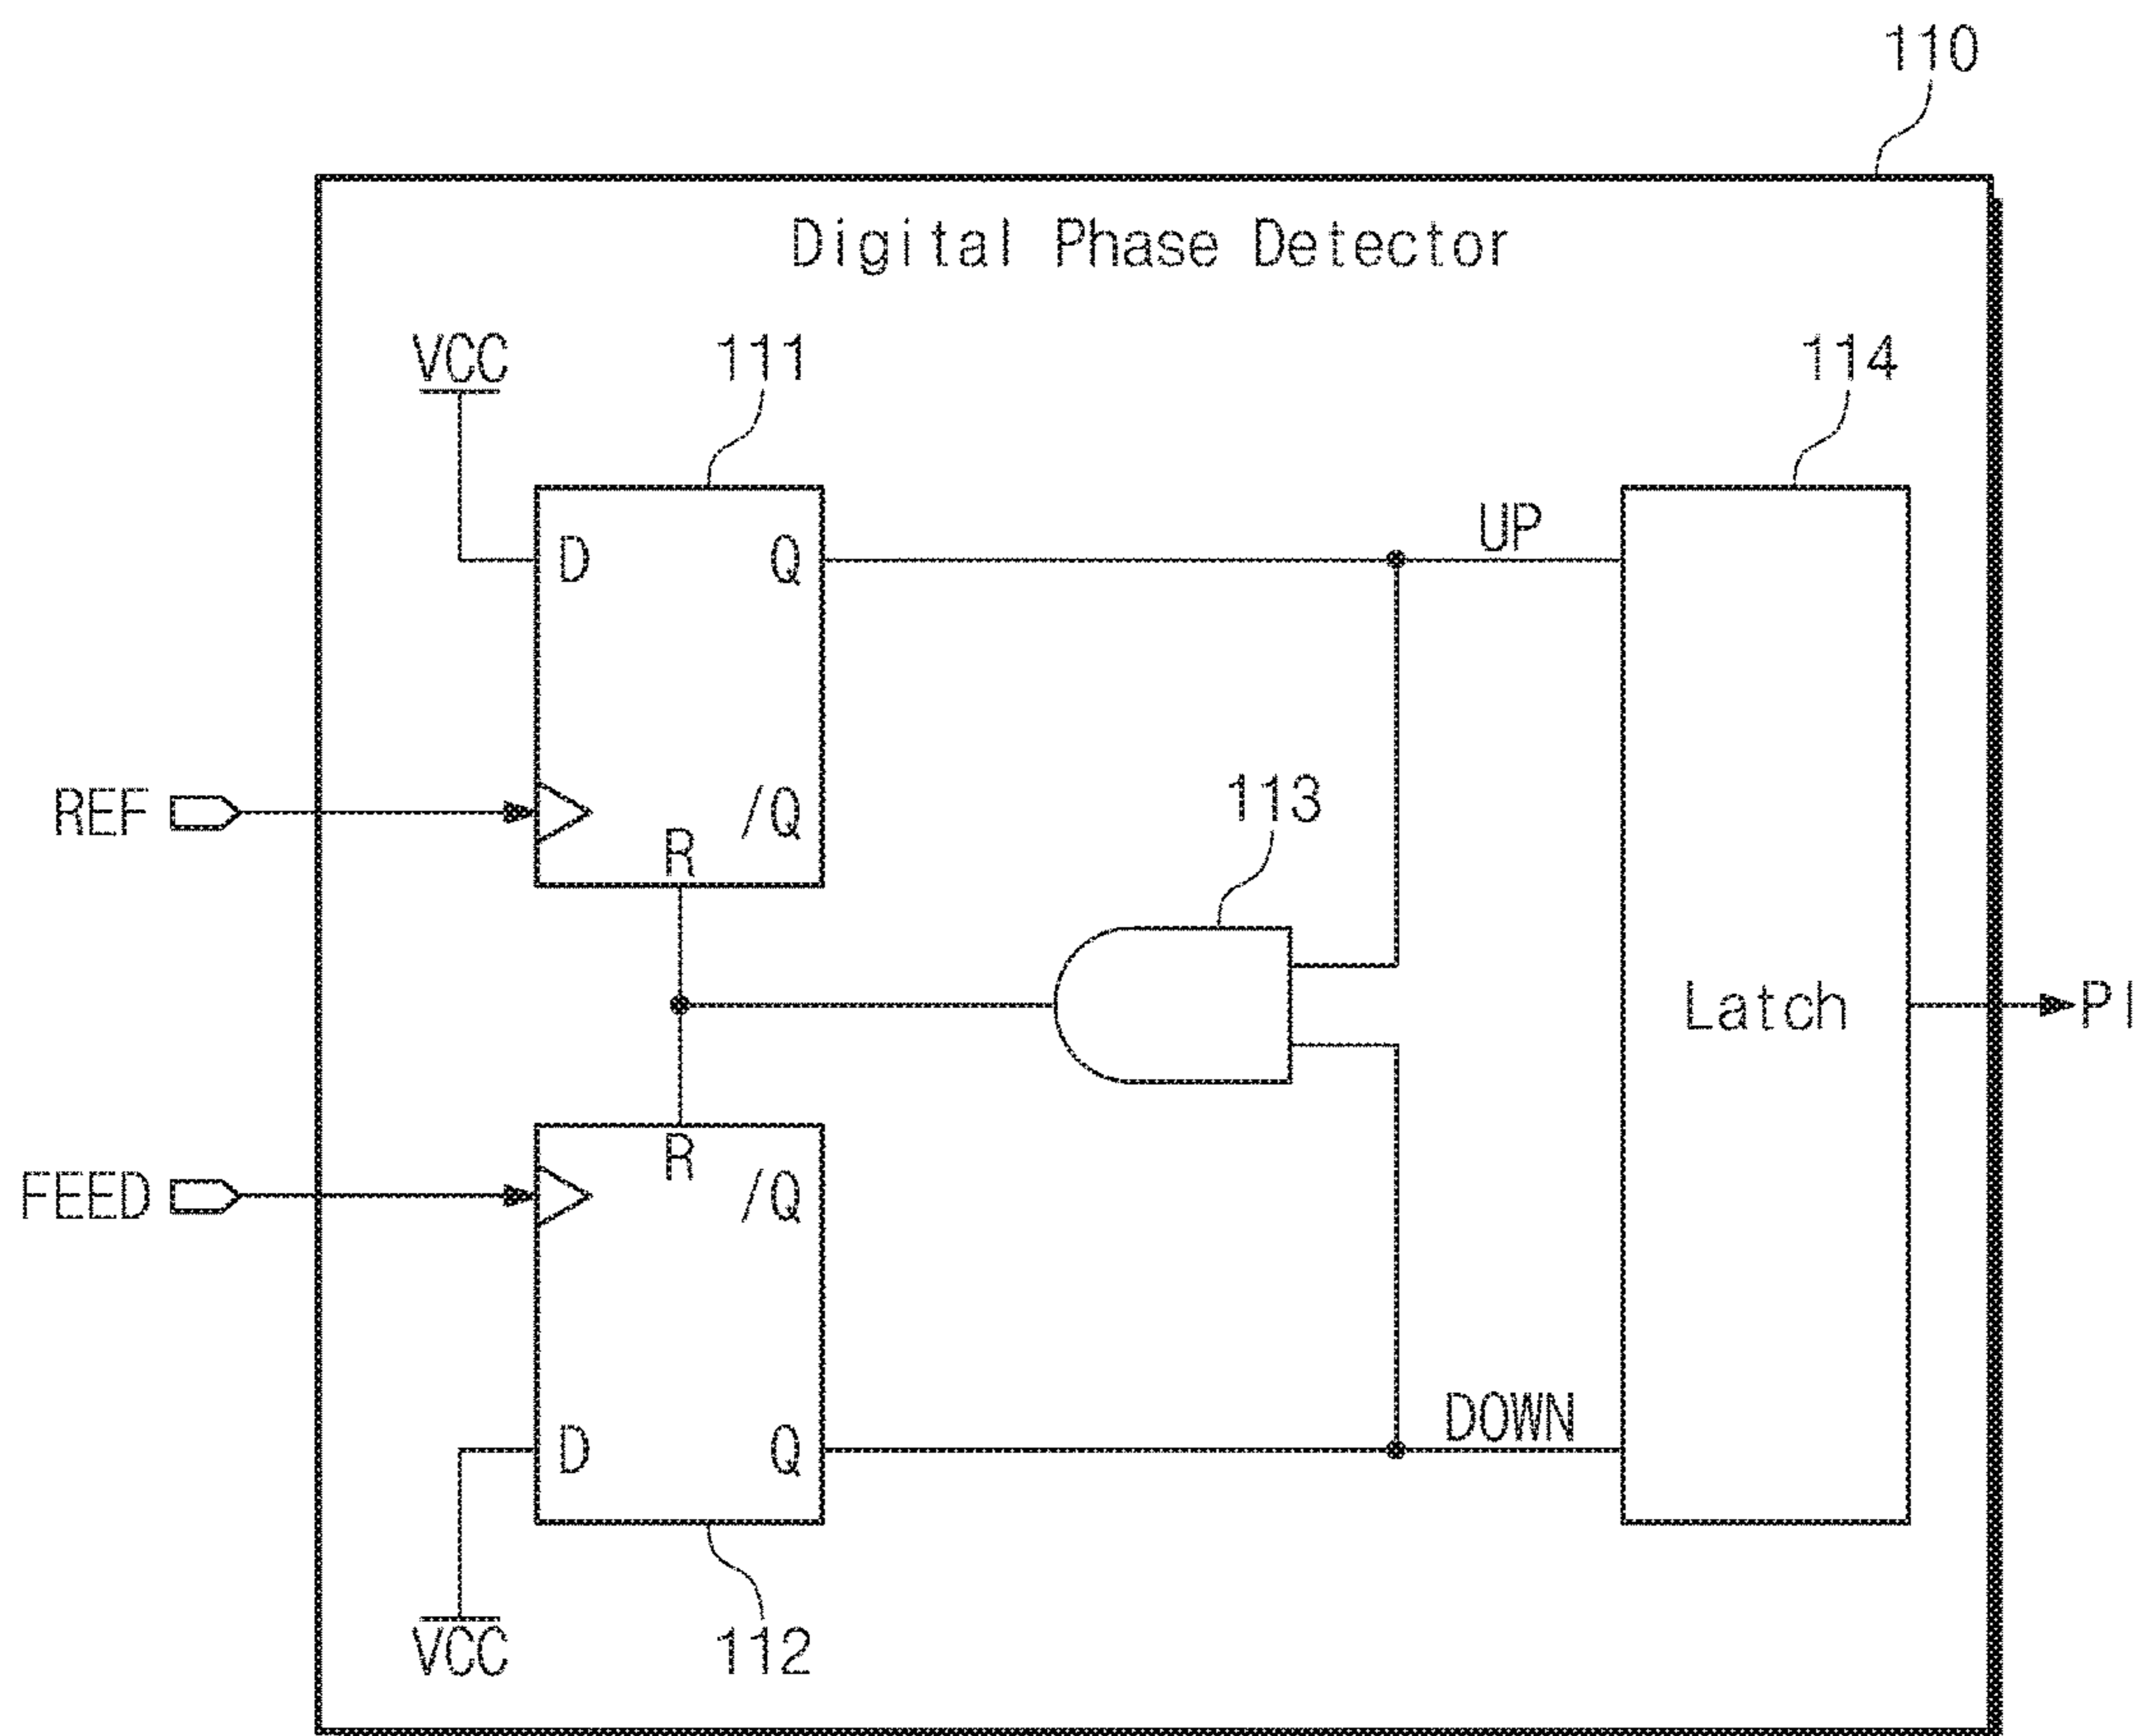 110
Digital Phase Detector
VCC
111
114
D
Q
UP
REF
/Q
R
113
Latch
PI
FEED
R
/Q
D
Q
DOWN
VCC
112